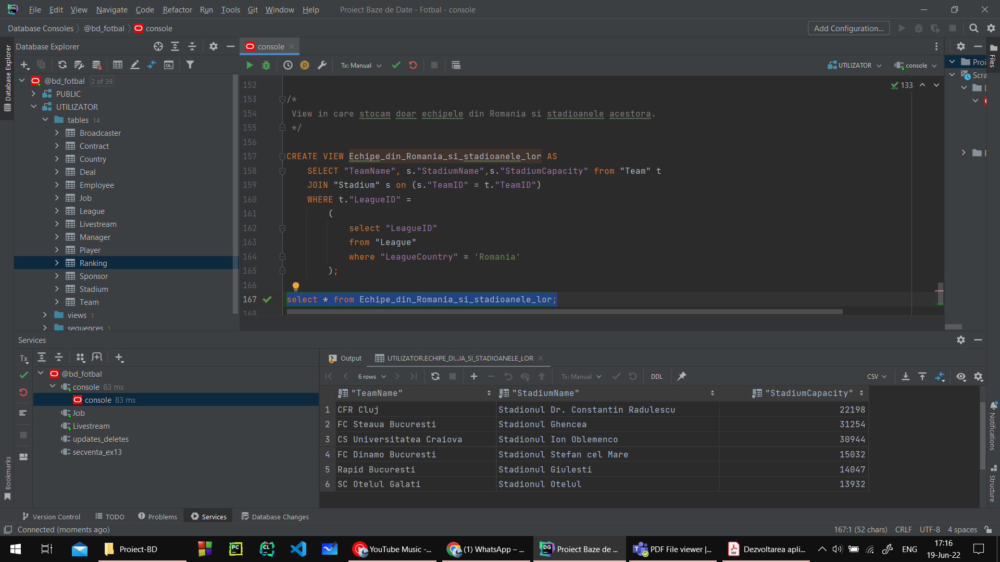 File Edit View Navigate Code Refactor Run Tools Git Window Help Proiect Baze de Date - Fotbal - console
Database Consoles @bd_fotbal console Add Configuration...
Database Explorer
Database Explorer
console
Files
Tx: Manual
UTILIZATOR
console
@bd_fotbal 2 of 39
PUBLIC
UTILIZATOR
tables 14
Broadcaster
Contract
Country
Deal
Employee
Job
League
Livestream
Manager
Player
Ranking
Sponsor
Stadium
Team
views 1
sequences 1
133
152
153 /*
154 View in care stocam doar echipele din Romania si stadioanele acestora.
155 */
156
157 CREATE VIEW Echipe_din_Romania_si_stadioanele_lor AS
158 SELECT "TeamName", s."StadiumName",s."StadiumCapacity" from "Team" t
159 JOIN "Stadium" s on (s."TeamID" = t."TeamID")
160 WHERE t."LeagueID" =
161 (
162 select "LeagueID"
163 from "League"
164 where "LeagueCountry" = 'Romania'
165 );
166
167 select * from Echipe_din_Romania_si_stadioanele_lor;
168
Proi
Scra
Services
Tx
@bd_fotbal
console 83 ms
console 83 ms
Job
Livestream
updates_deletes
secventa_ex13
Output UTILIZATOR.ECHIPE_DI...IA_SI_STADIOANELE_LOR
6 rows Tx: Manual DDL CSV
"TeamName" "StadiumName" "StadiumCapacity"
1 CFR Cluj Stadionul Dr. Constantin Radulescu 22198
2 FC Steaua Bucuresti Stadionul Ghencea 31254
3 CS Universitatea Craiova Stadionul Ion Oblemenco 30944
4 FC Dinamo Bucuresti Stadionul Stefan cel Mare 15032
5 Rapid Bucuresti Stadionul Giulesti 14047
6 SC Otelul Galati Stadionul Otelul 13932
Bookmarks
Notifications
Structure
Version Control TODO Problems Services Database Changes
Connected (moments ago) 167:1 (52 chars) CRLF UTF-8 4 spaces
Proiect-BD YouTube Music -... (1) WhatsApp – ... Proiect Baze de ... PDF File viewer |... Dezvoltarea apli... ENG
17:16
19-Jun-22